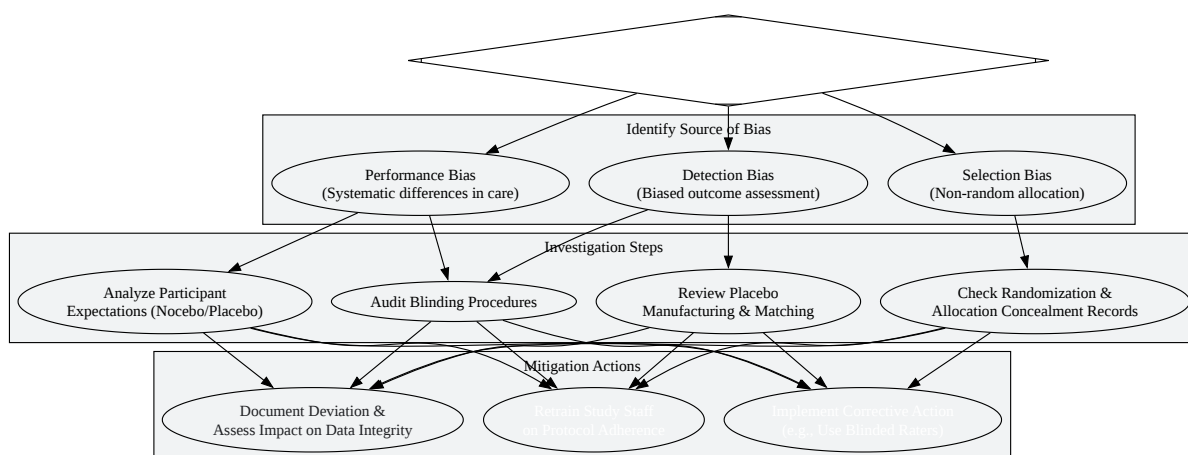 Identify Source of Bias
Performance Bias
(Systematic differences in care)
Detection Bias
(Biased outcome assessment)
Selection Bias
(Non-random allocation)
Investigation Steps
Analyze Participant
Expectations (Nocebo/Placebo)
Audit Blinding Procedures
Review Placebo
Manufacturing & Matching
Check Randomization &
Allocation Concealment Records
Mitigation Actions
Document Deviation &
Assess Impact on Data Integrity
Retrain Study Staff
on Protocol Adherence
Implement Corrective Action
(e.g., Use Blinded Raters)